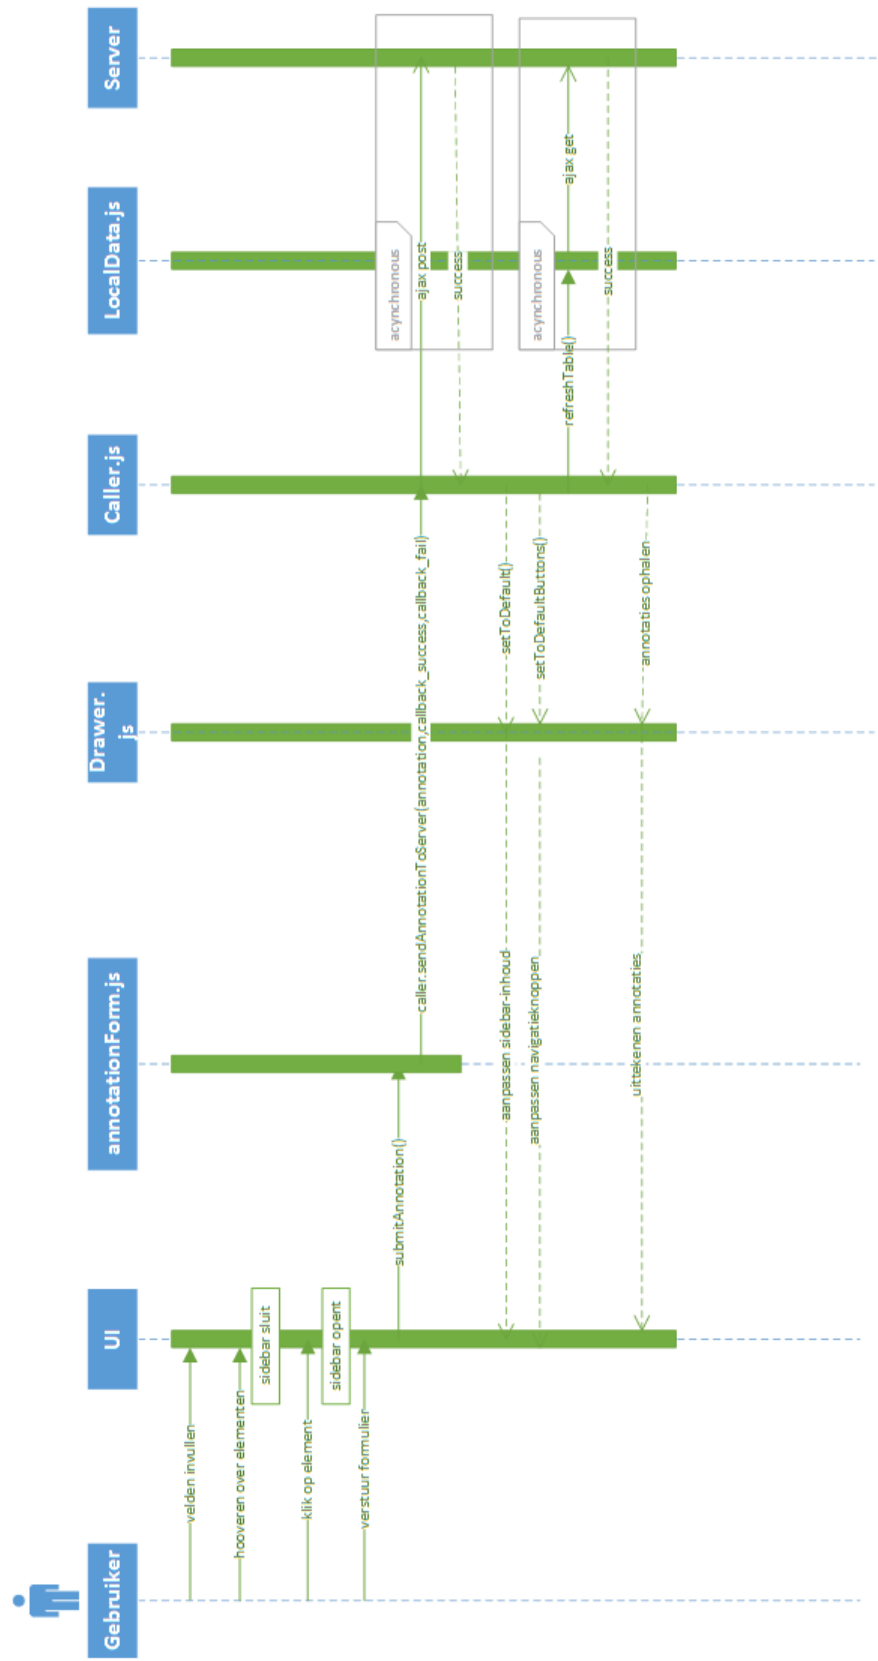 Gebruiker
UI
annotationForm.js
Drawer.
js
Caller.js
LocalData.js
Server
velden invullen
hooveren over elementen
sidebar sluit
klik op element
sidebar opent
verstuur formulier
submitAnnotation()
caller.sendAnnotationToServer(annotation,callback_success,callback_fail)
acynchronous
ajax post
success
setToDefault()
aanpassen sidebar-inhoud
setToDefaultButtons()
aanpassen navigatieknoppen
acynchronous
refreshTable()
ajax get
success
annotaties ophalen
uittekenen annotaties